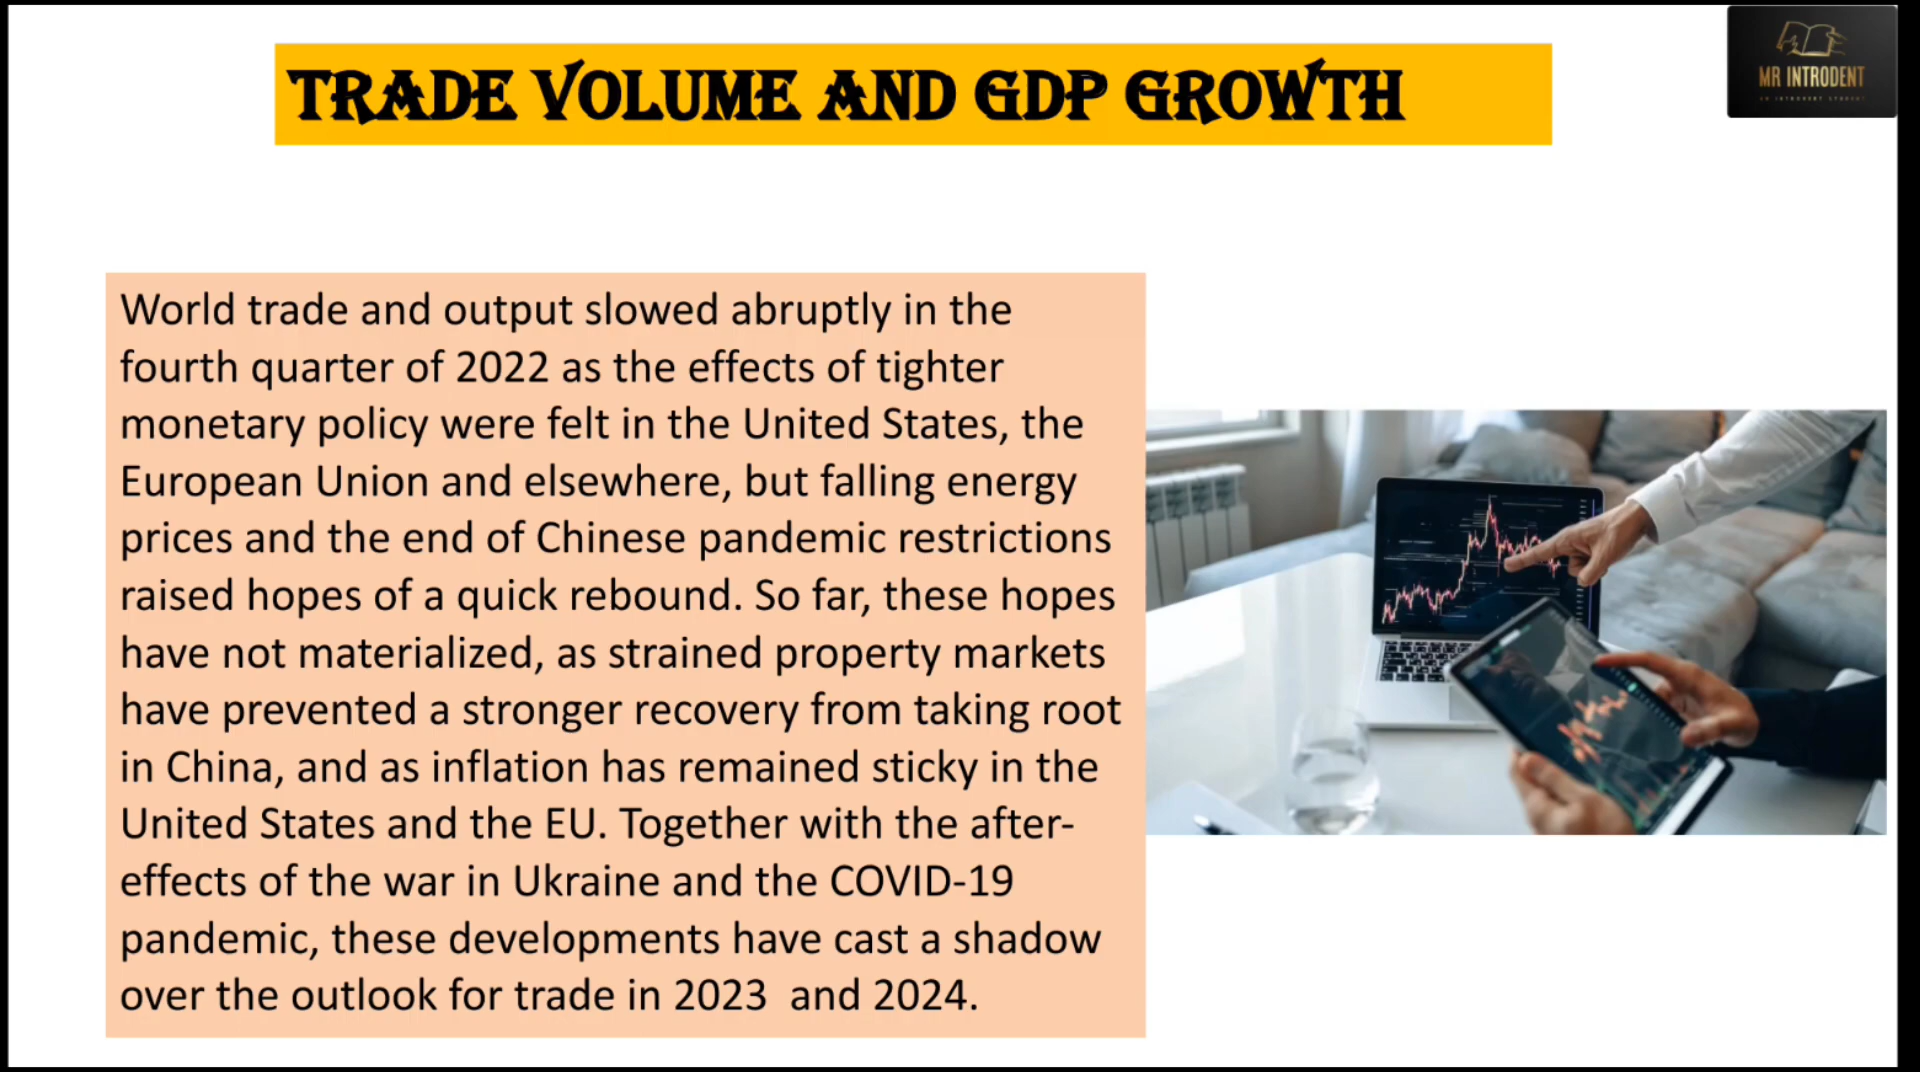 TRADE VOLUME AND GDP GROWTH
MR INTRODENT
AN INTROVERT STUDENT
World trade and output slowed abruptly in the
fourth quarter of 2022 as the effects of tighter
monetary policy were felt in the United States, the
European Union and elsewhere, but falling energy
prices and the end of Chinese pandemic restrictions
raised hopes of a quick rebound. So far, these hopes
have not materialized, as strained property markets
have prevented a stronger recovery from taking root
in China, and as inflation has remained sticky in the
United States and the EU. Together with the after-
effects of the war in Ukraine and the COVID-19
pandemic, these developments have cast a shadow
over the outlook for trade in 2023  and 2024.